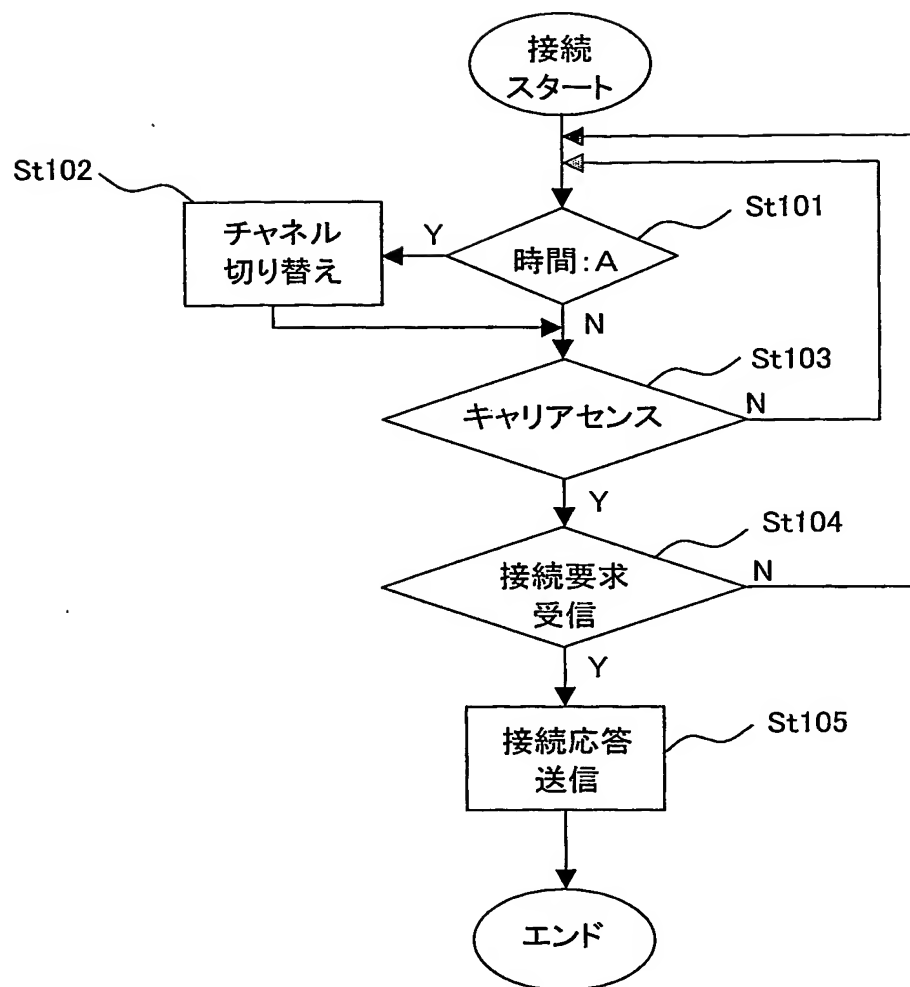 接続
スタート
St102
St101
チャネル
切り替え
Y
時間:A
N
St103
キャリアセンス
N
Y
St104
接続要求
受信
N
Y
St105
接続応答
送信
エンド